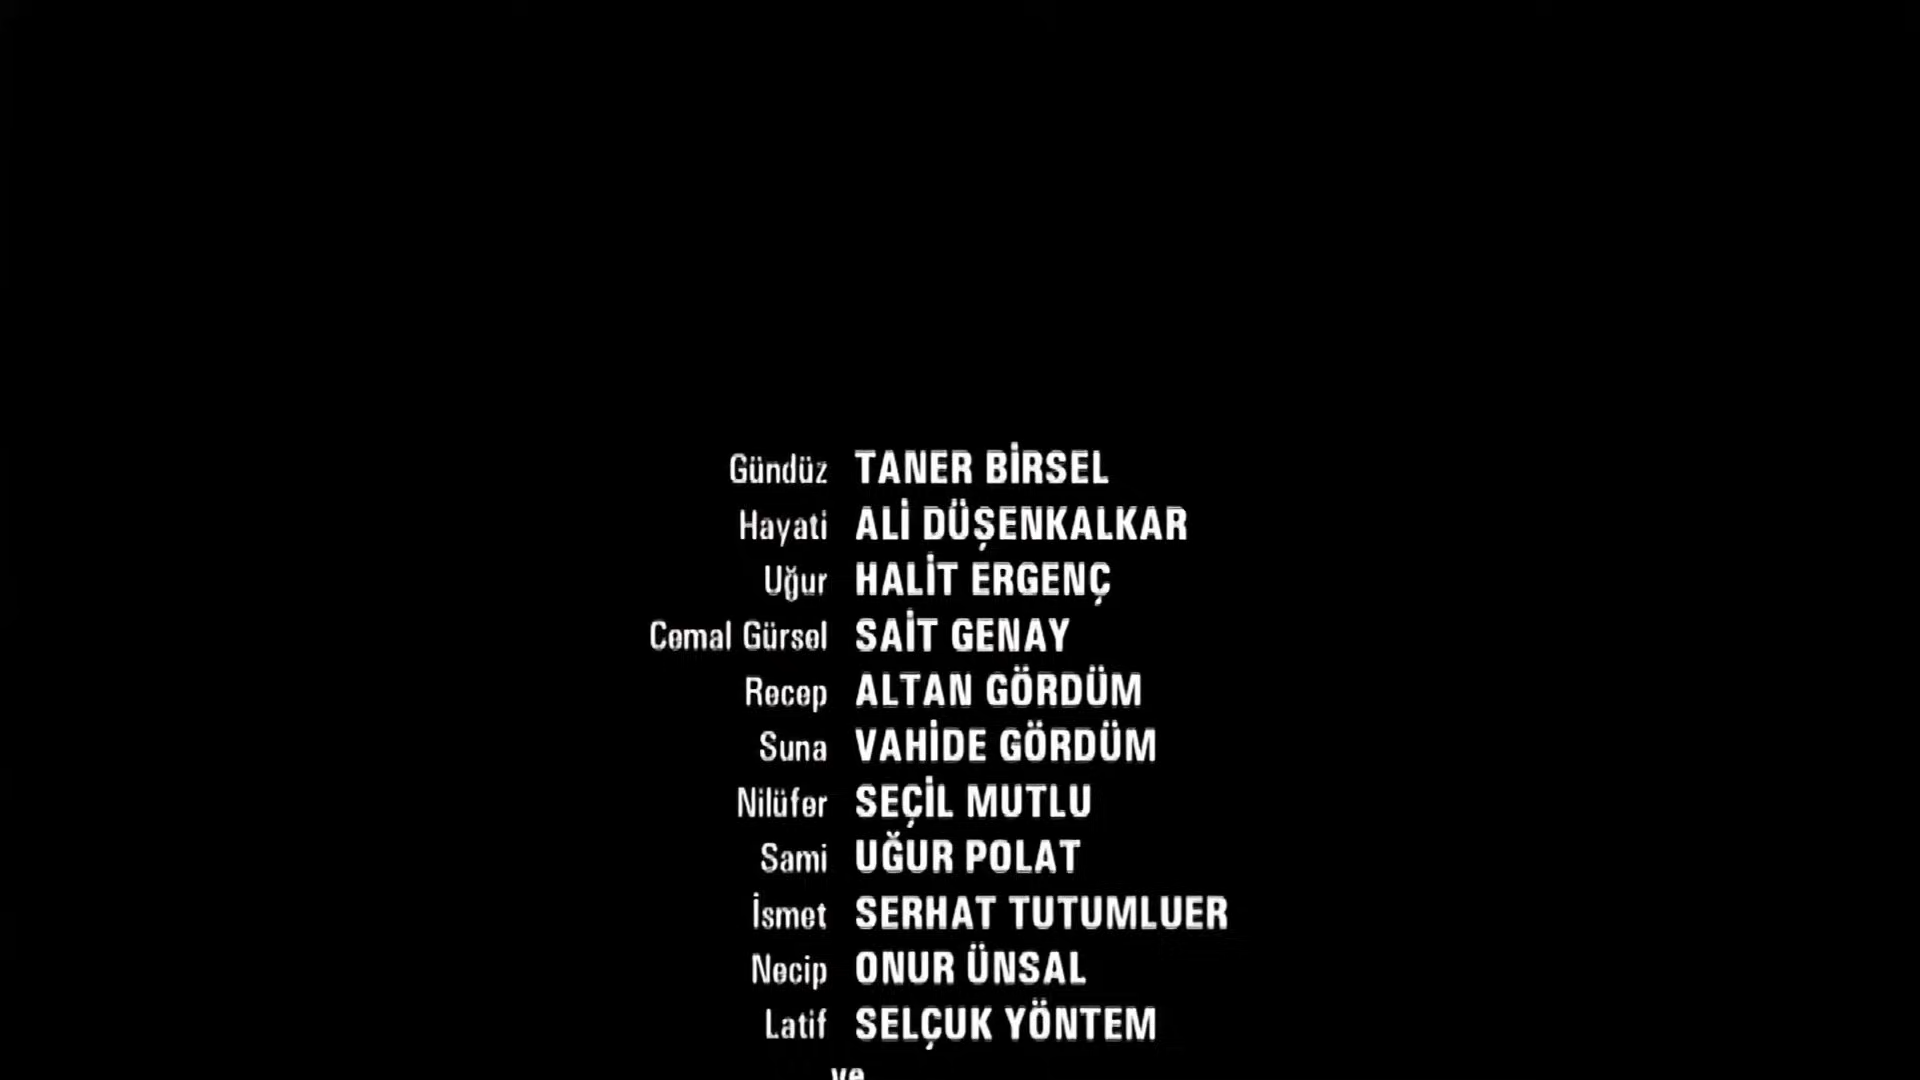 Gündüz TANER BİRSEL
Hayati ALİ DÜŞENKALKAR
Uğur HALİT ERGENÇ
Cemal Gürsel SAİT GENAY
Recep ALTAN GÖRDÜM
Suna VAHİDE GÖRDÜM
Nilüfer SEÇİL MUTLU
Sami UĞUR POLAT
İsmet SERHAT TUTUMLUER
Necip ONUR ÜNSAL
Latif SELÇUK YÖNTEM
ve